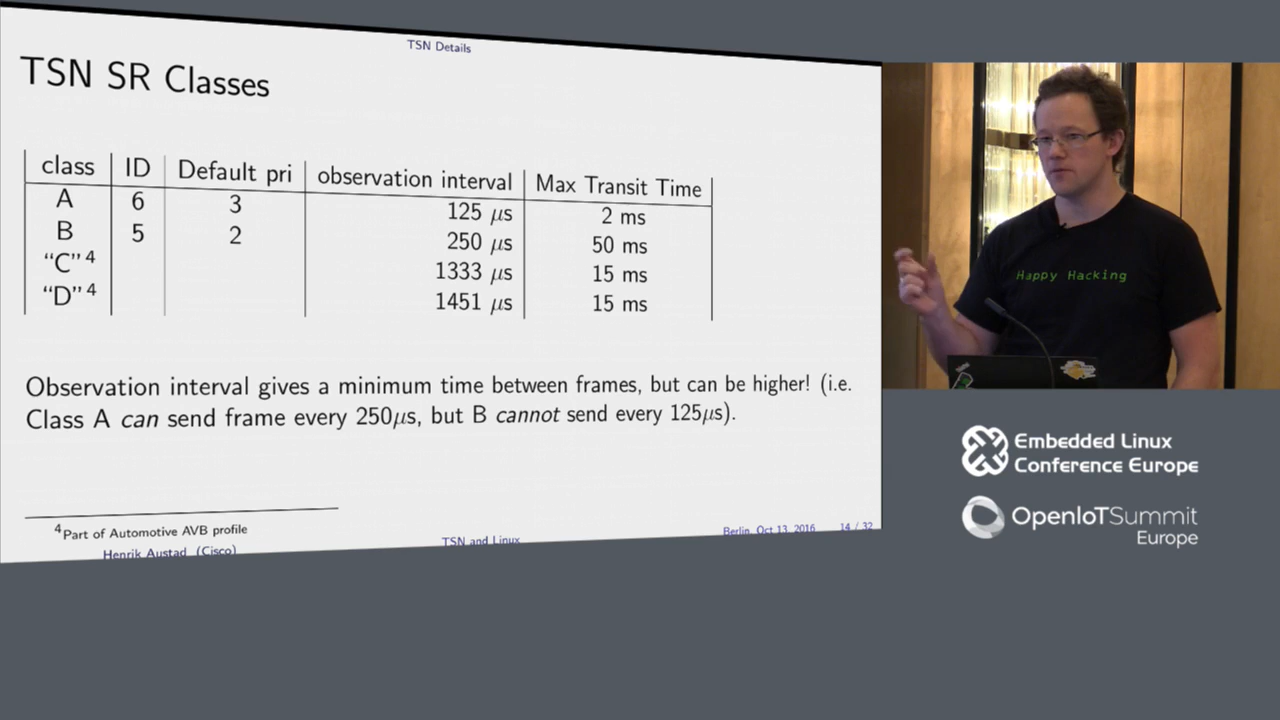 TSN Details
TSN SR Classes
class ID Default pri observation interval Max Transit Time
A 6 3 125 μs 2 ms
B 5 2 250 μs 50 ms
“C”⁴ 1333 μs 15 ms
“D”⁴ 1451 μs 15 ms
Observation interval gives a minimum time between frames, but can be higher! (i.e.
Class A can send frame every 250μs, but B cannot send every 125μs).
⁴Part of Automotive AVB profile
Henrik Austad (Cisco) TSN and Linux Berlin, Oct 13, 2016 14 / 32
Happy Hacking
Embedded Linux
Conference Europe
OpenIoTSummit
Europe